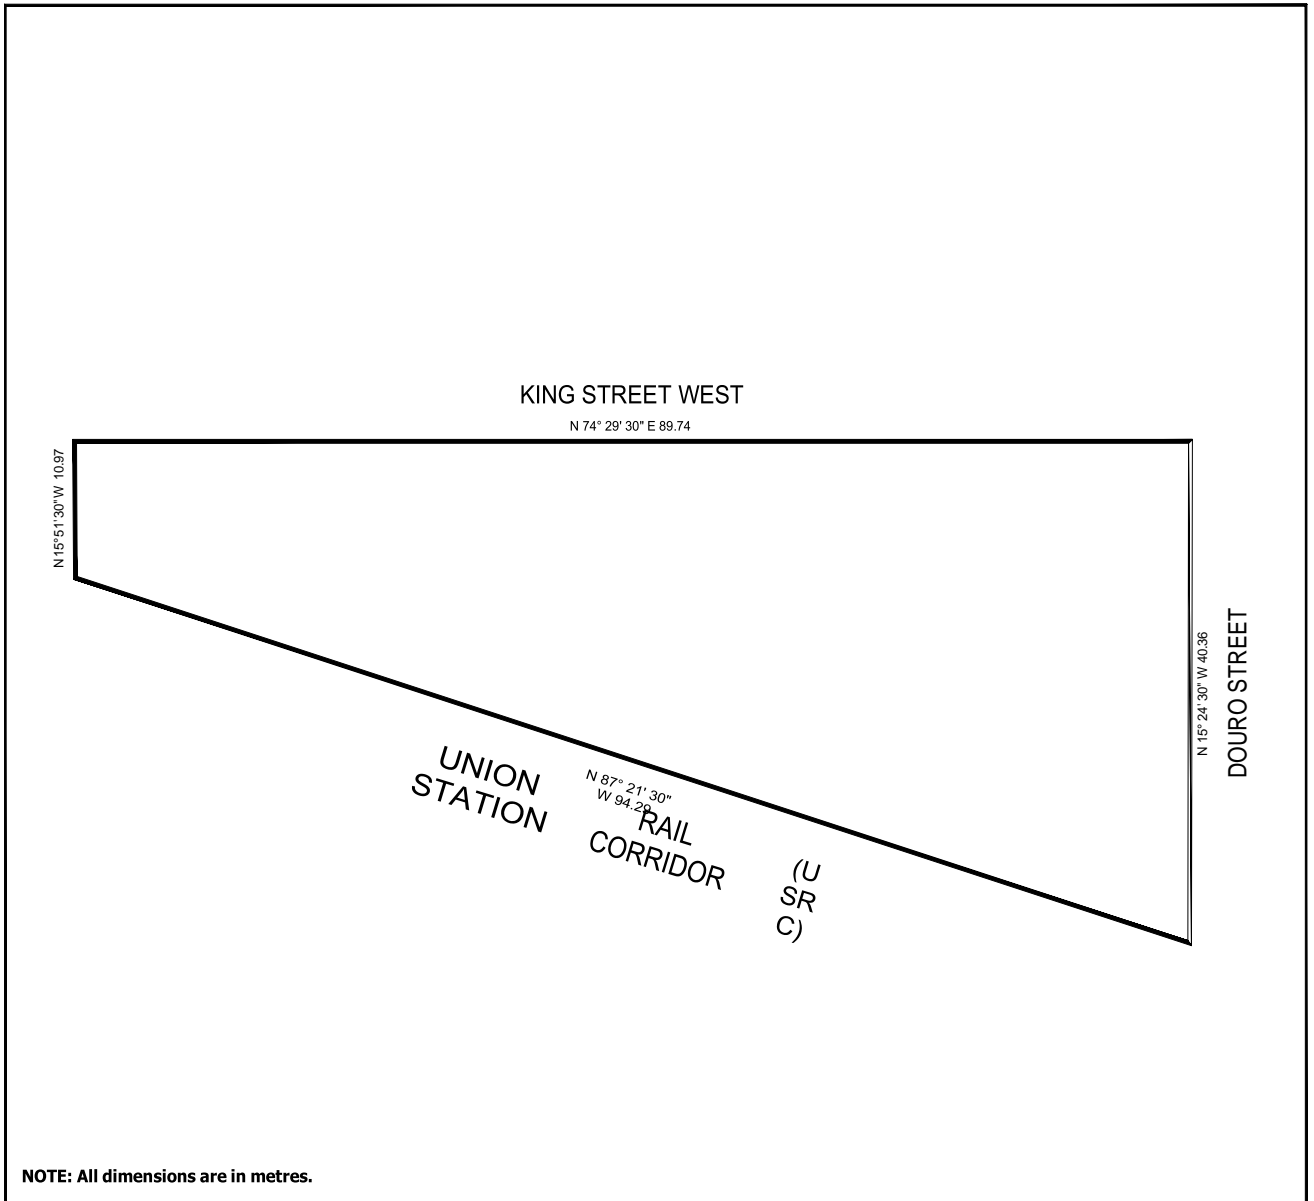 KING STREET WEST
N 74° 29' 30" E 89.74
N 15° 51' 30" W 10.97
N 15° 24' 30" W 40.36
DOURO STREET
UNION
STATION
N 87° 21' 30"
W 94.29
RAIL
CORRIDOR
(U
SR
C)
NOTE: All dimensions are in metres.